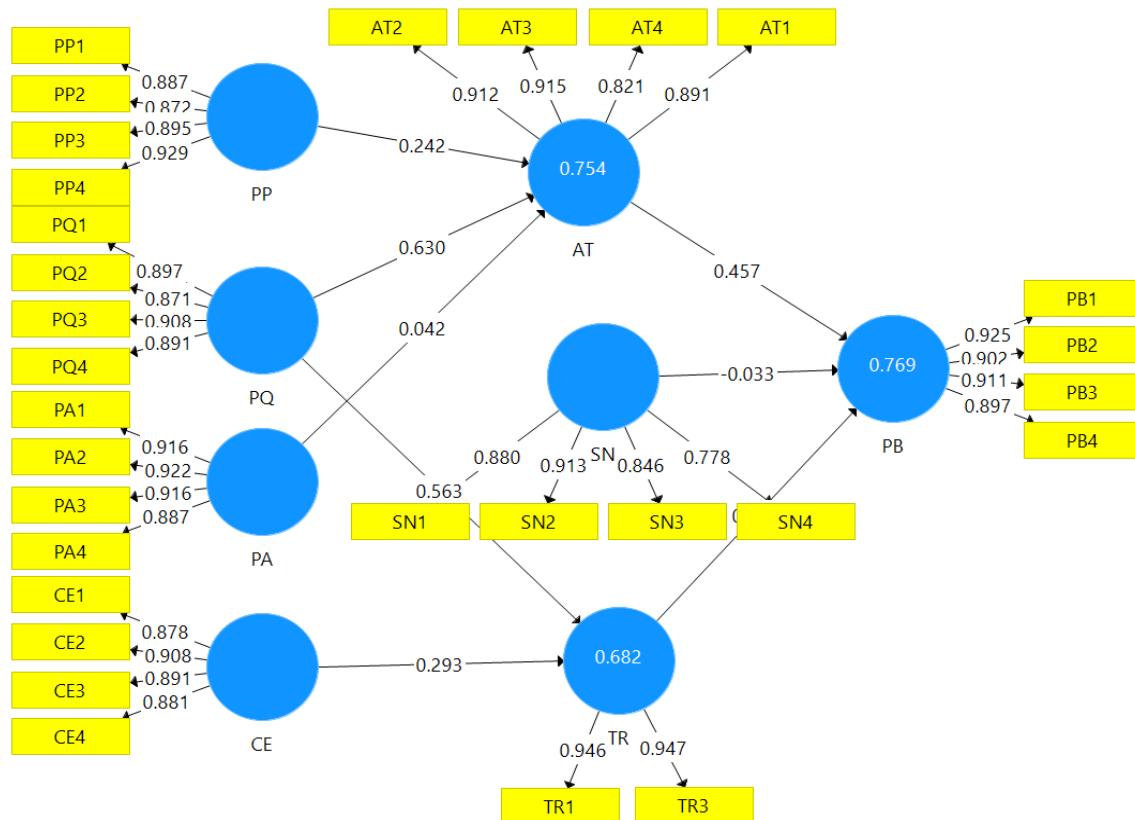 AT2
AT3
AT4
AT1
PP1
PP2
PP3
PP4
0.887
0.872
0.895
0.929
PP
0.912
0.915
0.821
0.891
0.242
0.754
AT
PQ1
PQ2
PQ3
PQ4
0.897
0.871
0.908
0.891
PQ
0.630
0.042
0.457
PA1
PA2
PA3
PA4
0.916
0.922
0.916
0.887
PA
0.563
SN
-0.033
0.880
0.913
0.846
0.778
SN1
SN2
SN3
SN4
0.769
PB
0.925
0.902
0.911
0.897
PB1
PB2
PB3
PB4
CE1
CE2
CE3
CE4
0.878
0.908
0.891
0.881
CE
0.293
0.682
TR
0.946
0.947
TR1
TR3